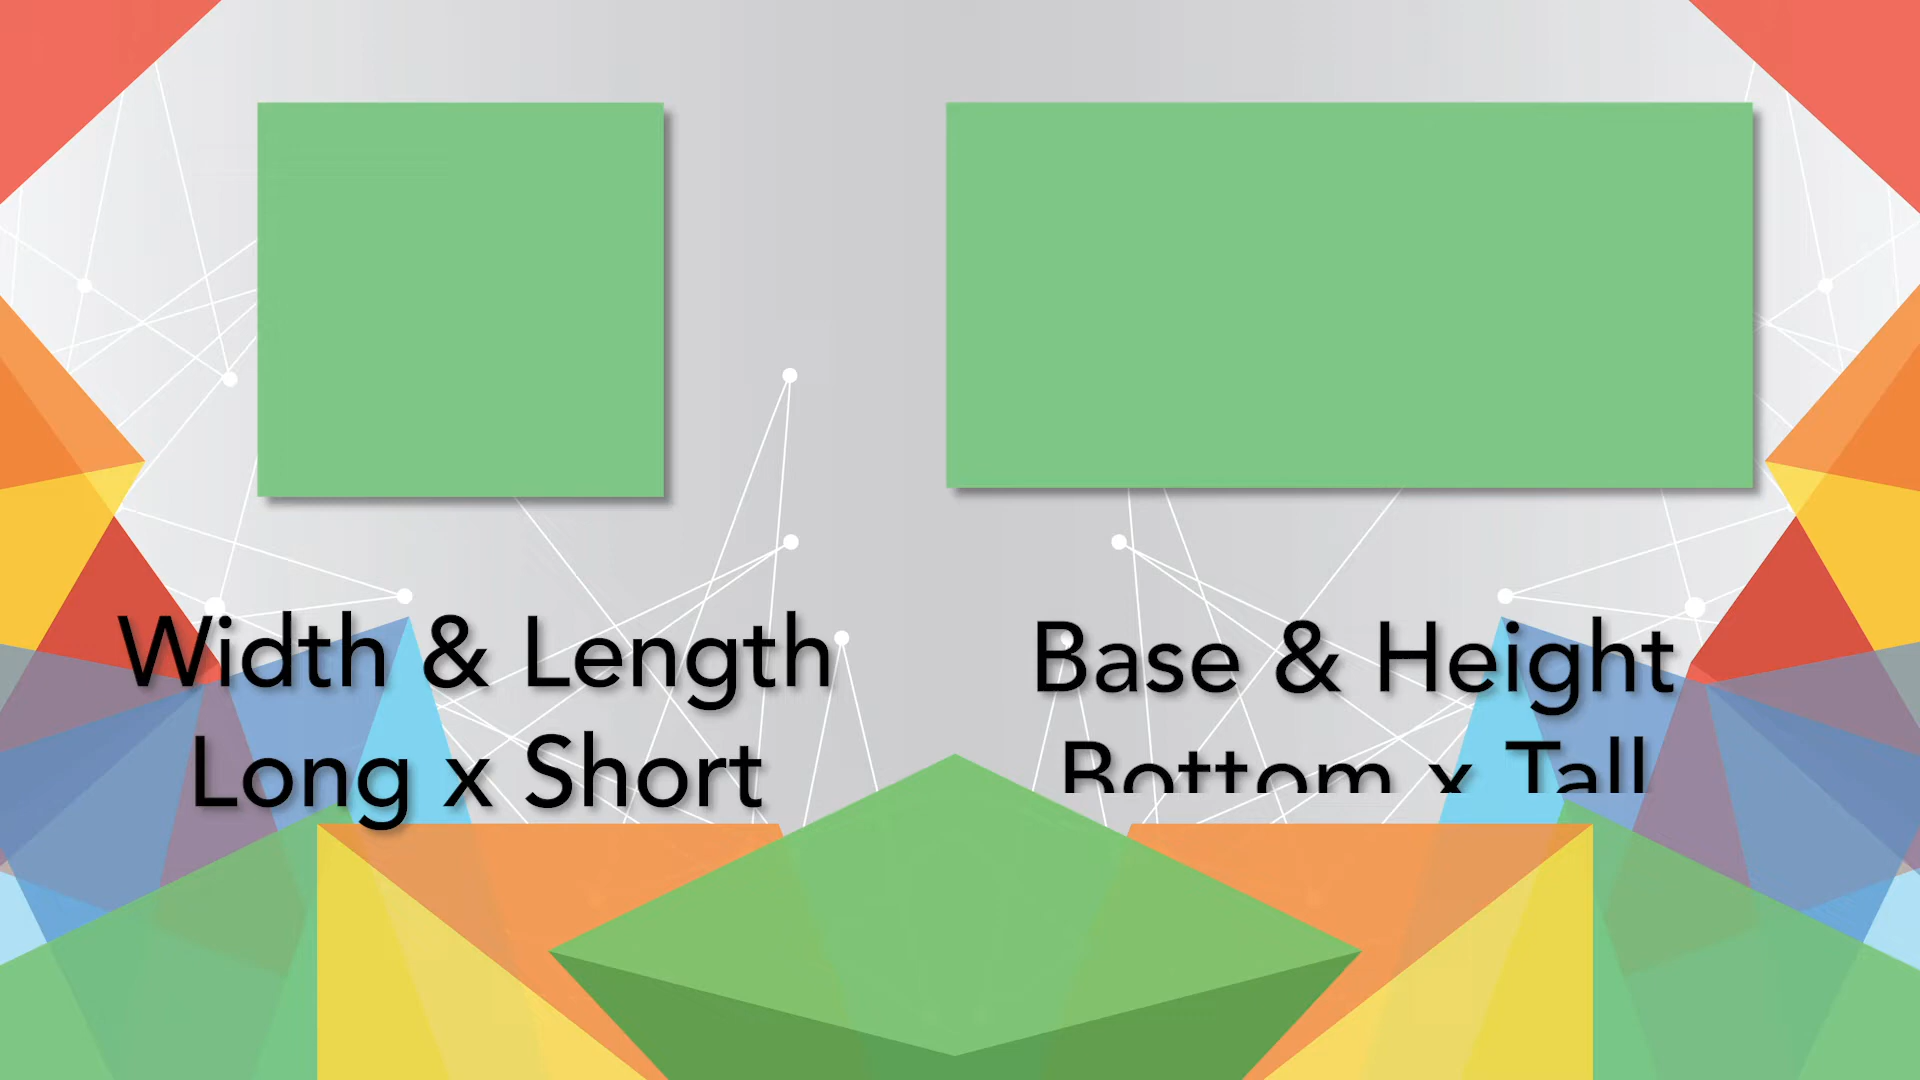 Width & Length
Long x Short
Base & Height
Bottom x Tall